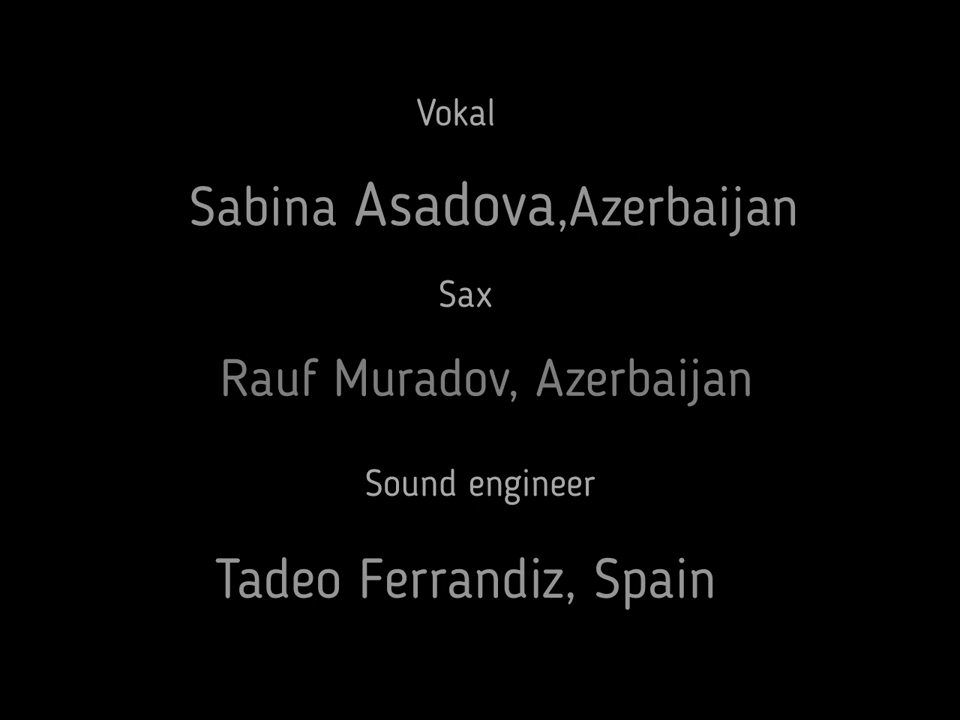 Vokal
Sabina Asadova,Azerbaijan
Sax
Rauf Muradov, Azerbaijan
Sound engineer
Tadeo Ferrandiz, Spain